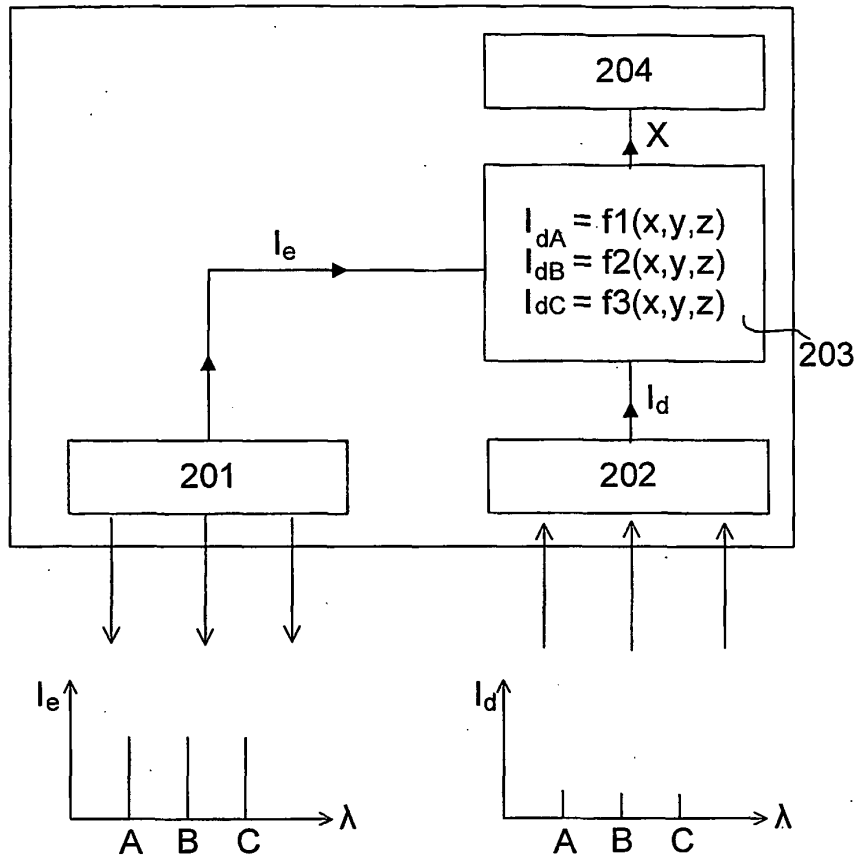 204
X
I_dA = f1(x,y,z)
I_dB = f2(x,y,z)
I_dC = f3(x,y,z)
I_e
203
I_d
201
202
I_e
A B C
λ
I_d
A B C
λ